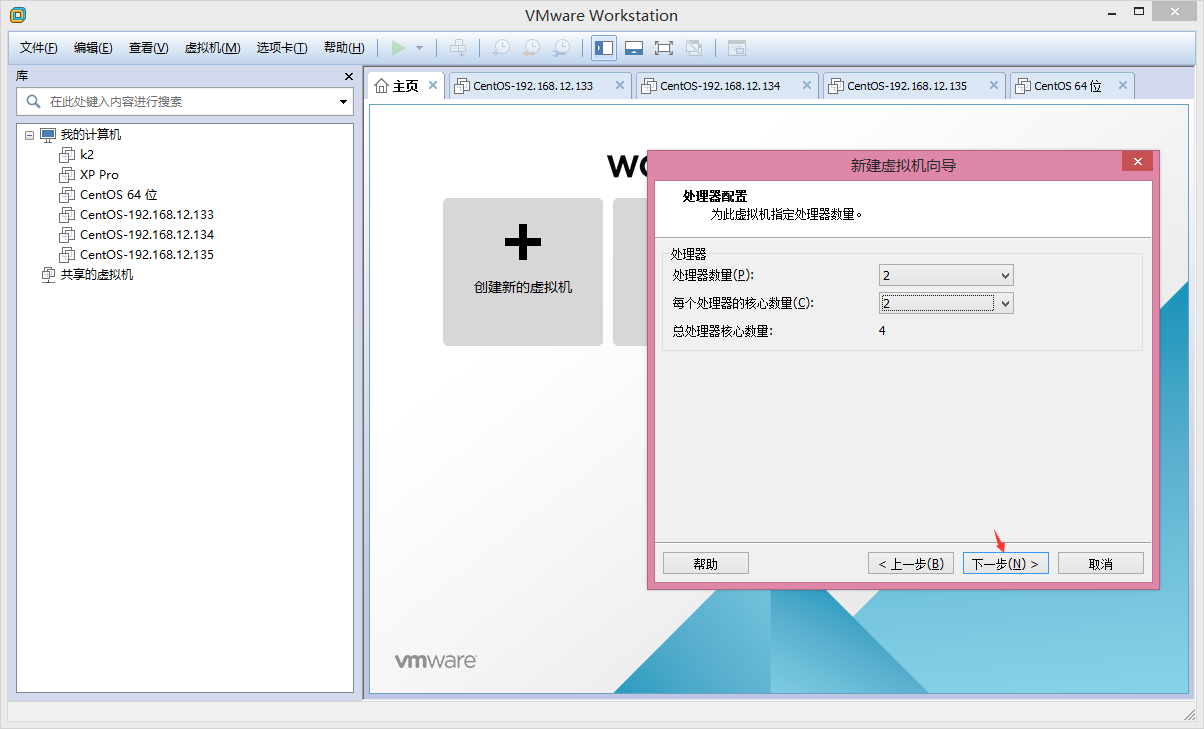 VMware Workstation
文件(F) 编辑(E) 查看(V) 虚拟机(M) 选项卡(T) 帮助(H)
库
在此处键入内容进行搜索
我的计算机
k2
XP Pro
CentOS 64 位
CentOS-192.168.12.133
CentOS-192.168.12.134
CentOS-192.168.12.135
共享的虚拟机
主页 CentOS-192.168.12.133 CentOS-192.168.12.134 CentOS-192.168.12.135 CentOS 64 位
创建新的虚拟机
vmware
新建虚拟机向导
处理器配置
为此虚拟机指定处理器数量。
处理器
处理器数量(P): 2
每个处理器的核心数量(C): 2
总处理器核心数量: 4
帮助 < 上一步(B) 下一步(N) > 取消